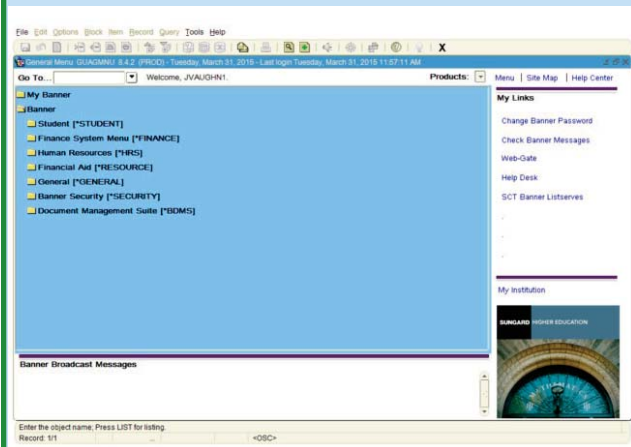 File Edit Options Block Item Record Query Tools Help
X
General Menu GUAGMNU 8.4.2 (PROD) - Tuesday, March 31, 2015 - Last login Tuesday, March 31, 2015 11:57:11 AM
Go To... Welcome, JVAUGHN1. Products: Menu | Site Map | Help Center
My Banner
Banner
Student [*STUDENT]
Finance System Menu [*FINANCE]
Human Resources [*HRS]
Financial Aid [*RESOURCE]
General [*GENERAL]
Banner Security [*SECURITY]
Document Management Suite [*BDMS]
My Links
Change Banner Password
Check Banner Messages
Web-Gate
Help Desk
SCT Banner Listserves
My Institution
SUNGARD HIGHER EDUCATION
Banner Broadcast Messages
Enter the object name; Press LIST for listing.
Record: 1/1 ... <OSC>